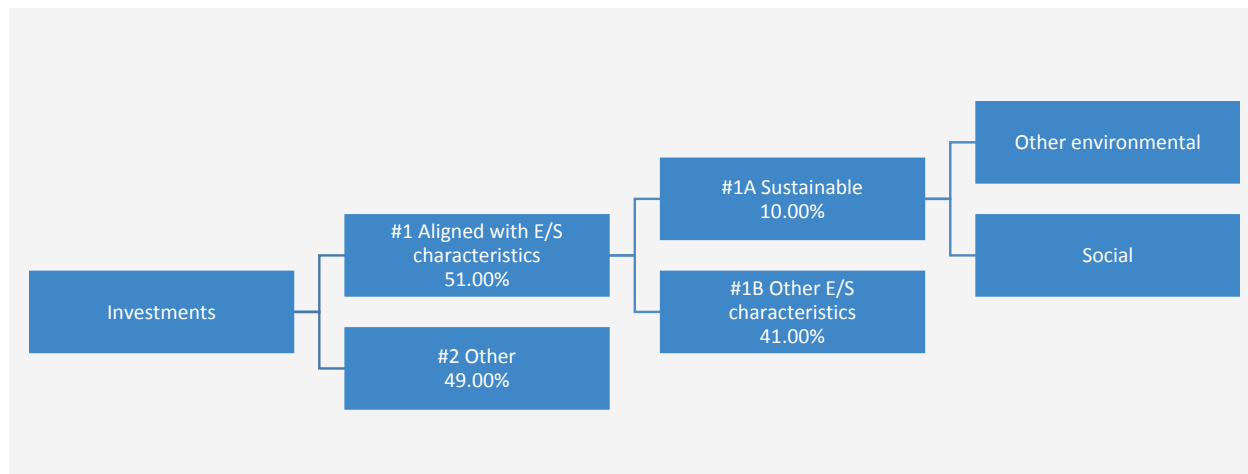 Investments
#1 Aligned with E/S
characteristics
51.00%
#2 Other
49.00%
#1A Sustainable
10.00%
#1B Other E/S
characteristics
41.00%
Other environmental
Social